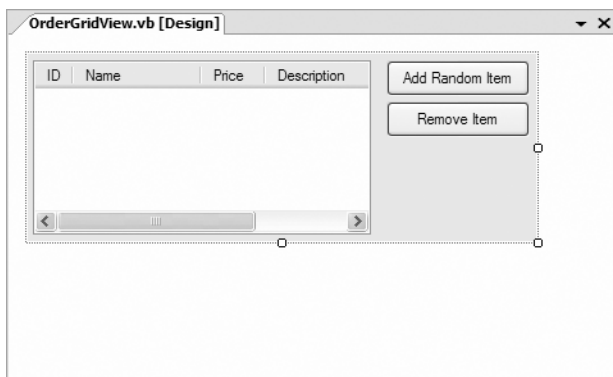 OrderGridView.vb [Design]
ID Name Price Description
Add Random Item
Remove Item